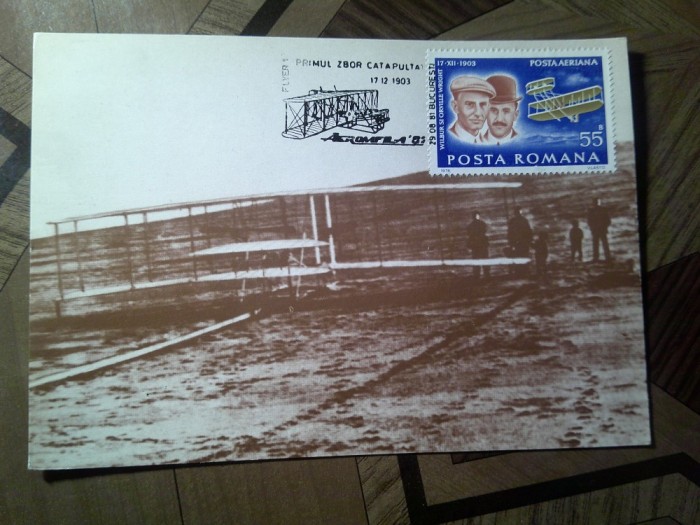 FLYER 1
PRIMUL ZBOR CATAPULTAT
17 12 1903
AEROMFILA '81
29.08.81 BUCURESTI
17·XII·1903
POSTA AERIANA
WILBUR SI ORVILLE WRIGHT
55 B
POSTA ROMANA
1978